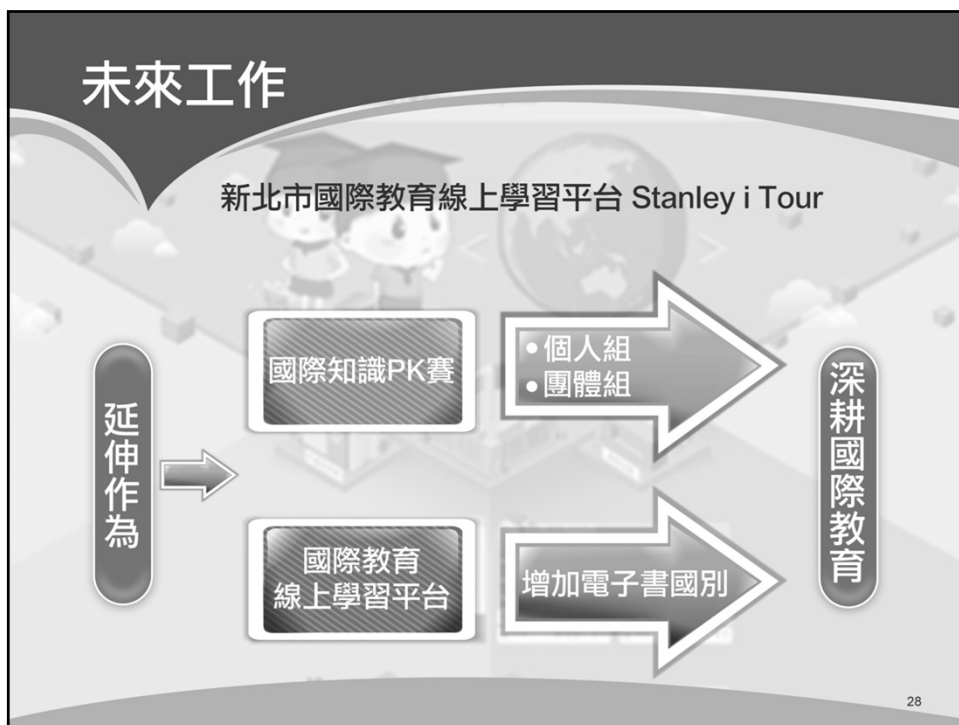 未來工作
新北市國際教育線上學習平台 Stanley i Tour
延伸作為
國際知識PK賽
•個人組
•團體組
國際教育
線上學習平台
增加電子書國別
深耕國際教育
28